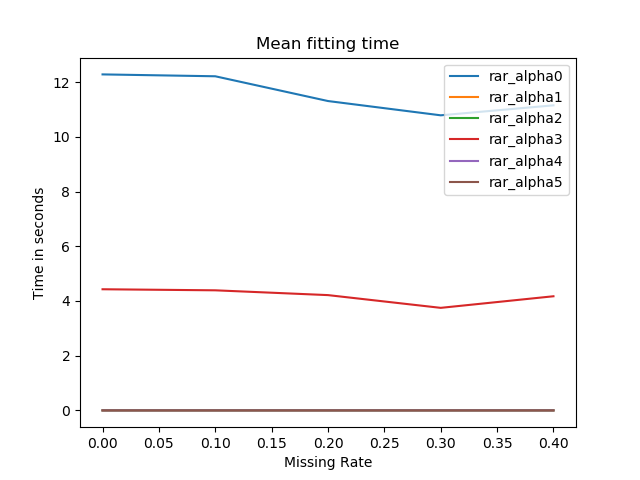 Mean fitting time
Time in seconds
12
10
8
6
4
2
0
rar_alpha0
rar_alpha1
rar_alpha2
rar_alpha3
rar_alpha4
rar_alpha5
0.00 0.05 0.10 0.15 0.20 0.25 0.30 0.35 0.40
Missing Rate